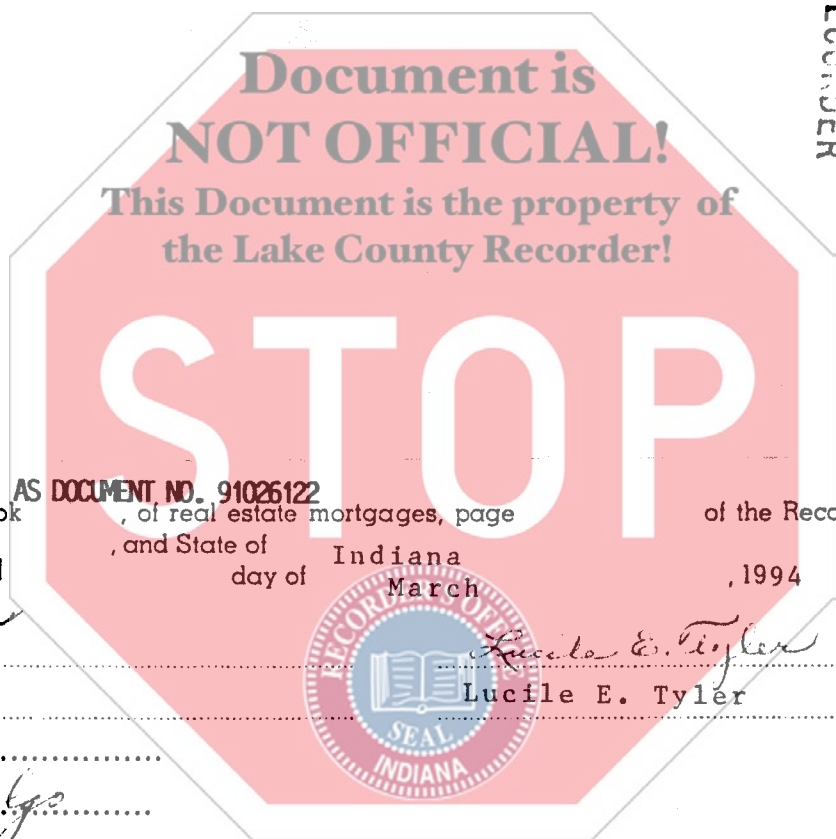 Document is
NOT OFFICIAL!
This Document is the property of
the Lake County Recorder!
STOP
AS DOCUMENT NO. 91026122
, of real estate mortgages, page of the
, and State of Indiana
day of March , 1994
Lucile E. Tyler
Lucile E. Tyler
RECORDER'S OFFICE
SEAL
INDIANA